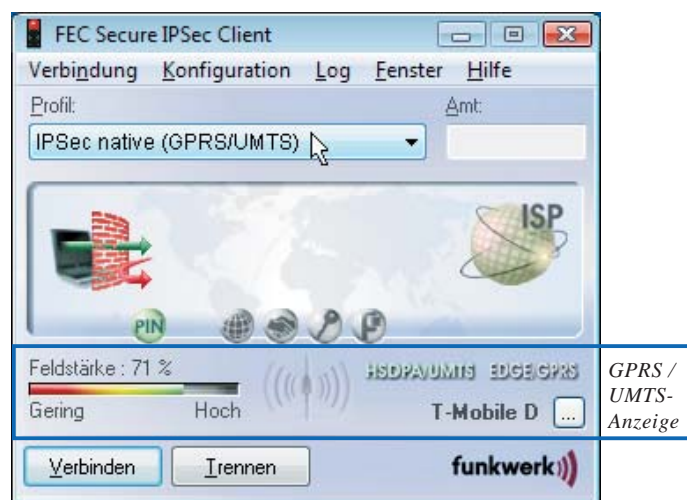 FEC Secure IPSec Client
Verbindung Konfiguration Log Fenster Hilfe
Profil: Amt:
IPSec native (GPRS/UMTS)
ISP
PIN
Feldstärke : 71 %
HSDPA/UMTS EDGE/GPRS
Gering Hoch
T-Mobile D ...
GPRS /
UMTS-
Anzeige
Verbinden Trennen
funkwerk